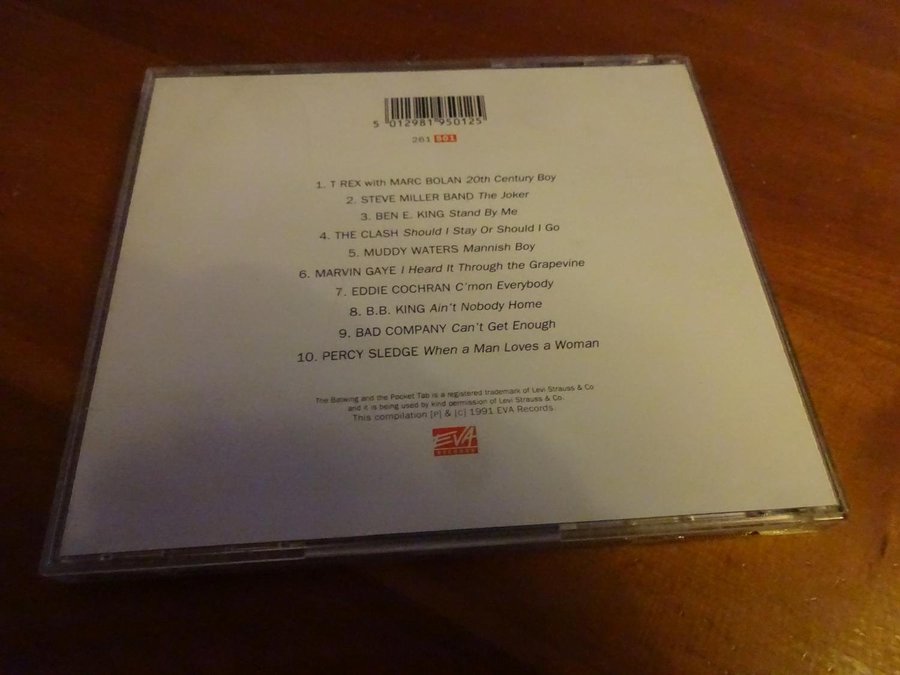 5 012981 950125
261 501
1. T REX with MARC BOLAN 20th Century Boy
2. STEVE MILLER BAND The Joker
3. BEN E. KING Stand By Me
4. THE CLASH Should I Stay Or Should I Go
5. MUDDY WATERS Mannish Boy
6. MARVIN GAYE I Heard It Through the Grapevine
7. EDDIE COCHRAN C'mon Everybody
8. B.B. KING Ain't Nobody Home
9. BAD COMPANY Can't Get Enough
10. PERCY SLEDGE When a Man Loves a Woman
The Batwing and the Pocket Tab is a registered trademark of Levi Strauss & Co
and it is being used by kind permission of Levi Strauss & Co.
This compilation [P] & [C] 1991 EVA Records.
EVA
RECORDS